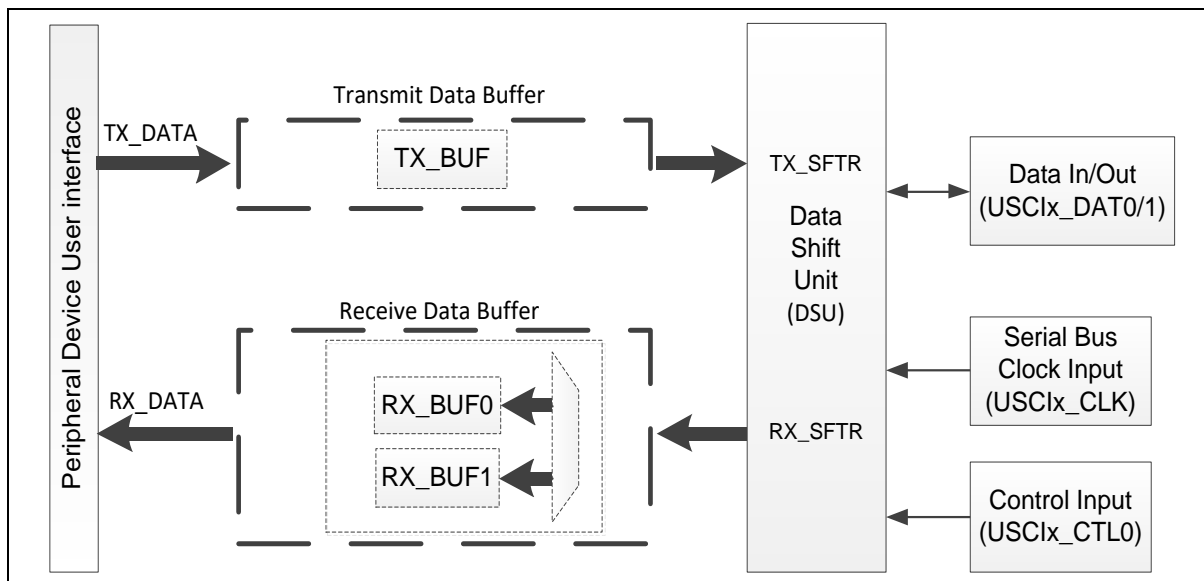 Peripheral Device User interface
TX_DATA
Transmit Data Buffer
TX_BUF
RX_DATA
Receive Data Buffer
RX_BUF0
RX_BUF1
TX_SFTR
Data
Shift
Unit
(DSU)
RX_SFTR
Data In/Out
(USCIx_DAT0/1)
Serial Bus
Clock Input
(USCIx_CLK)
Control Input
(USCIx_CTL0)